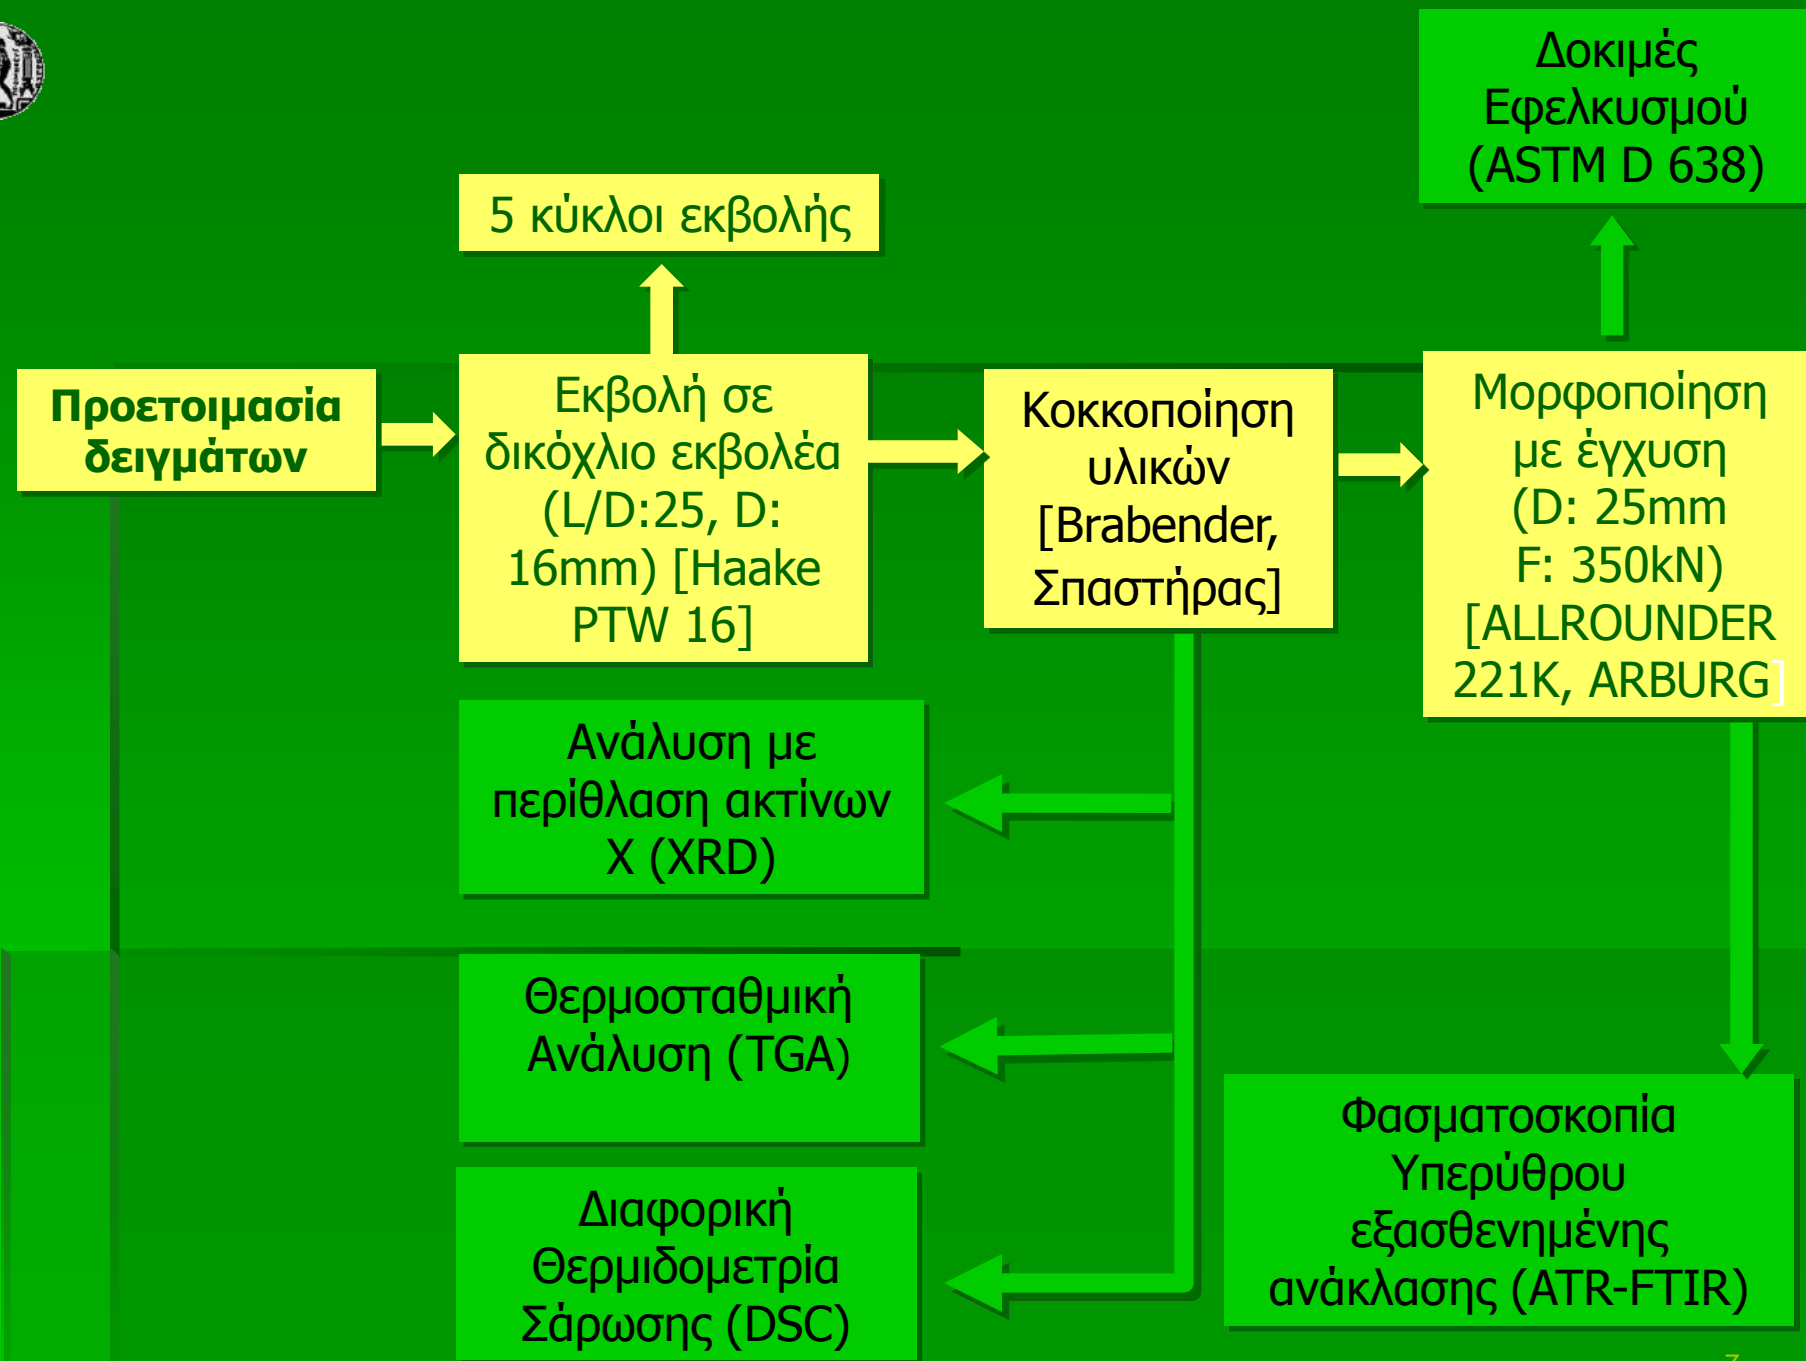 Δοκιμές
Εφελκυσμού
(ASTM D 638)
5 κύκλοι εκβολής
Προετοιμασία
δειγμάτων
Εκβολή σε
δικόχλιο εκβολέα
(L/D:25, D:
16mm) [Haake
PTW 16]
Κοκκοποίηση
υλικών
[Brabender,
Σπαστήρας]
Μορφοποίηση
με έγχυση
(D: 25mm
F: 350kN)
[ALLROUNDER
221K, ARBURG]
Ανάλυση με
περίθλαση ακτίνων
Χ (XRD)
Θερμοσταθμική
Ανάλυση (TGA)
Διαφορική
Θερμιδομετρία
Σάρωσης (DSC)
Φασματοσκοπία
Υπερύθρου
εξασθενημένης
ανάκλασης (ATR-FTIR)